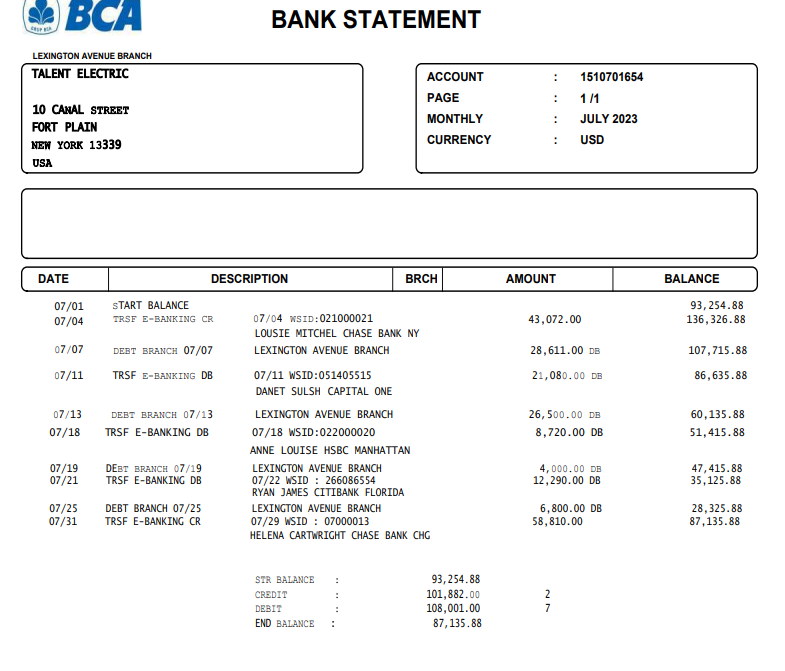 BCA
GRUP BCA
BANK STATEMENT
LEXINGTON AVENUE BRANCH
TALENT ELECTRIC
10 CANAL STREET
FORT PLAIN
NEW YORK 13339
USA
ACCOUNT : 1510701654
PAGE : 1 /1
MONTHLY : JULY 2023
CURRENCY : USD
DATE DESCRIPTION BRCH AMOUNT BALANCE
07/01 START BALANCE 93,254.88
07/04 TRSF E-BANKING CR 07/04 WSID:021000021 43,072.00 136,326.88
LOUSIE MITCHEL CHASE BANK NY
07/07 DEBT BRANCH 07/07 LEXINGTON AVENUE BRANCH 28,611.00 DB 107,715.88
07/11 TRSF E-BANKING DB 07/11 WSID:051405515 21,080.00 DB 86,635.88
DANET SULSH CAPITAL ONE
07/13 DEBT BRANCH 07/13 LEXINGTON AVENUE BRANCH 26,500.00 DB 60,135.88
07/18 TRSF E-BANKING DB 07/18 WSID:022000020 8,720.00 DB 51,415.88
ANNE LOUISE HSBC MANHATTAN
07/19 DEBT BRANCH 07/19 LEXINGTON AVENUE BRANCH 4,000.00 DB 47,415.88
07/21 TRSF E-BANKING DB 07/22 WSID : 266086554 12,290.00 DB 35,125.88
RYAN JAMES CITIBANK FLORIDA
07/25 DEBT BRANCH 07/25 LEXINGTON AVENUE BRANCH 6,800.00 DB 28,325.88
07/31 TRSF E-BANKING CR 07/29 WSID : 07000013 58,810.00 87,135.88
HELENA CARTWRIGHT CHASE BANK CHG
STR BALANCE : 93,254.88
CREDIT : 101,882.00 2
DEBIT : 108,001.00 7
END BALANCE : 87,135.88